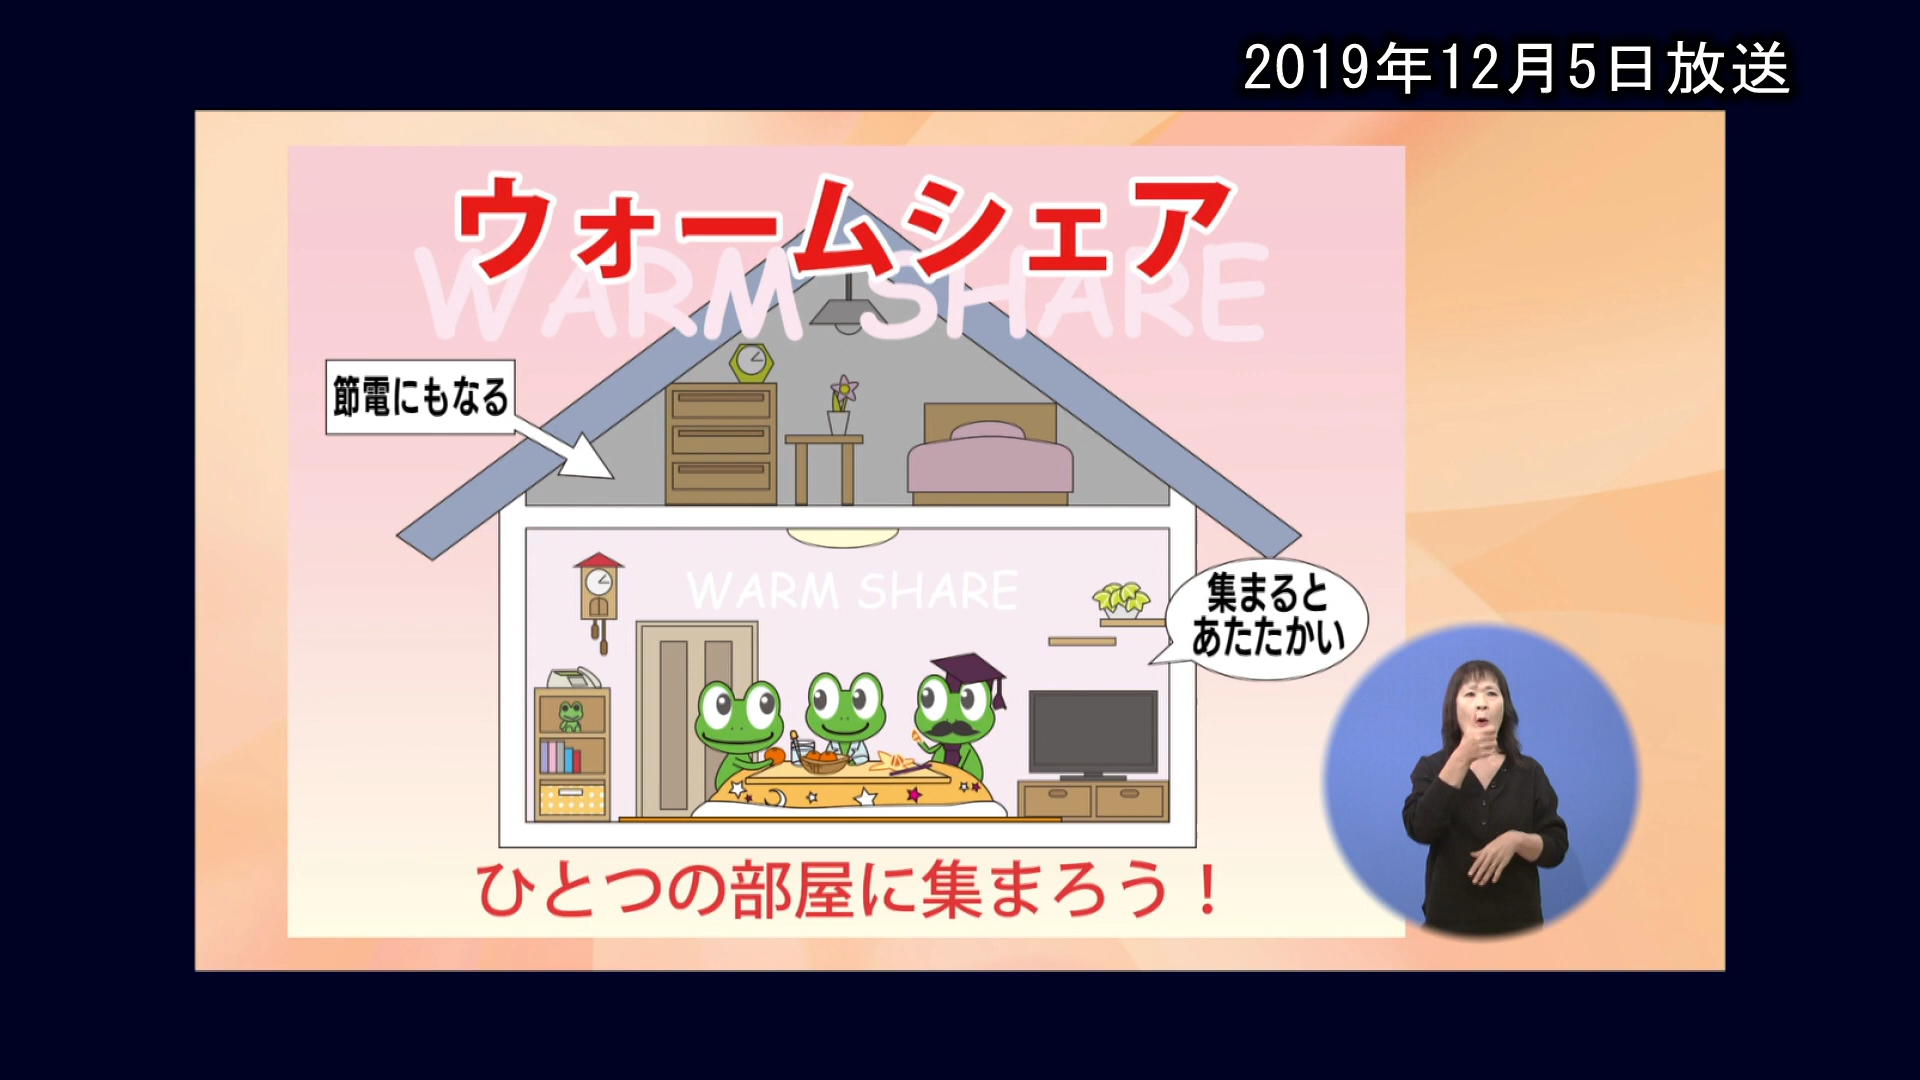 2019年12月5日放送
ウォームシェア
WARM SHARE
節電にもなる
WARM SHARE
集まると
あたたかい
ひとつの部屋に集まろう！